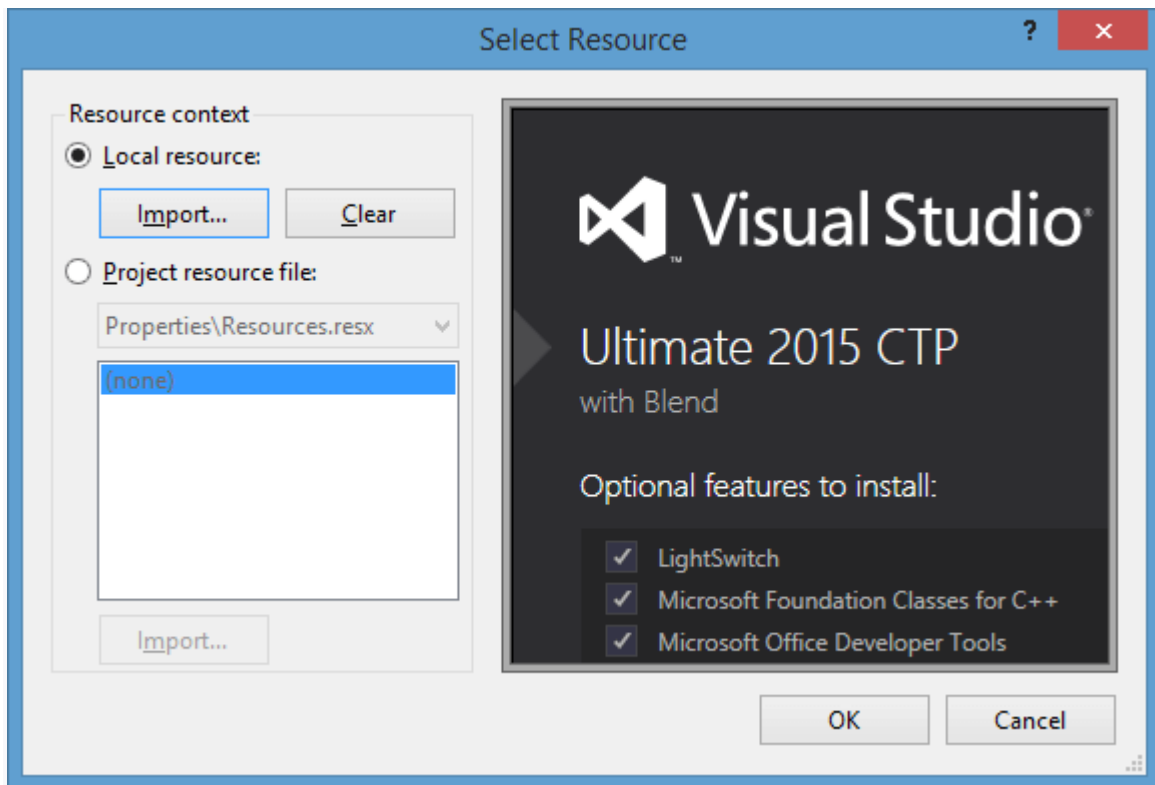 Select Resource
?
Resource context
Local resource:
Import...
Clear
Project resource file:
Properties\Resources.resx
(none)
Import...
Visual Studio®
™
Ultimate 2015 CTP
with Blend
Optional features to install:
LightSwitch
Microsoft Foundation Classes for C++
Microsoft Office Developer Tools
OK
Cancel